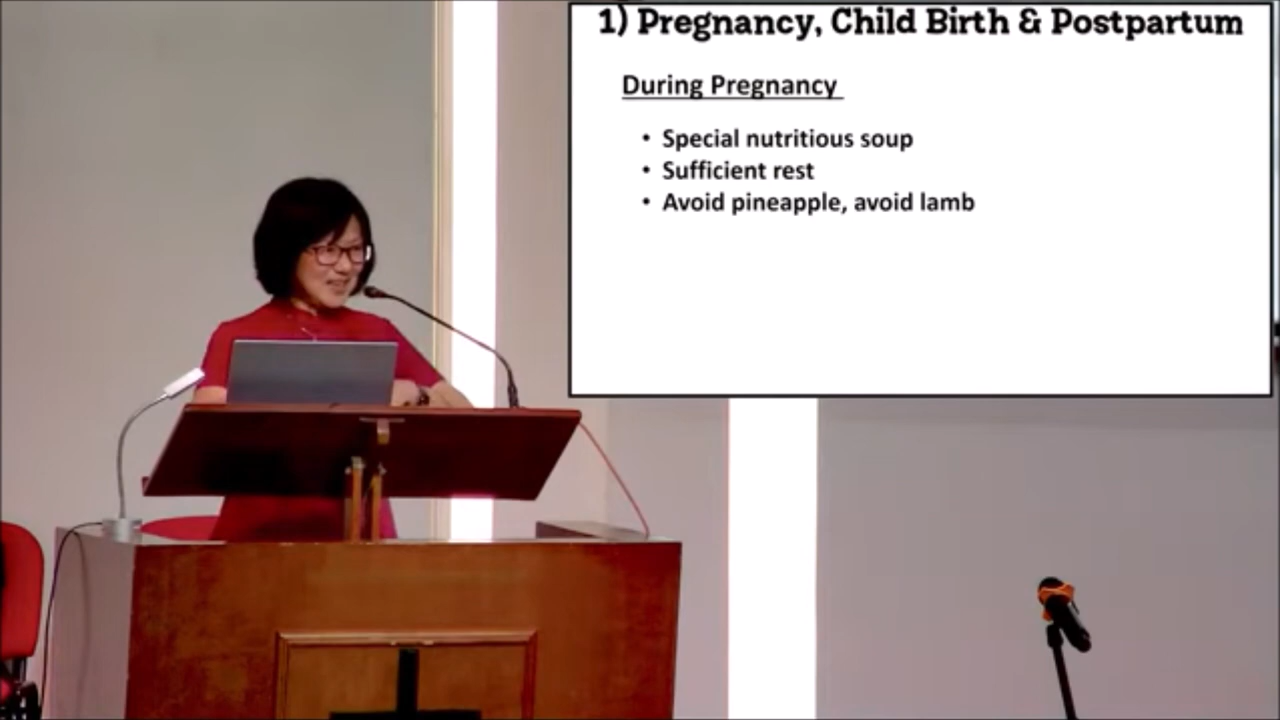 1) Pregnancy, Child Birth & Postpartum
During Pregnancy
• Special nutritious soup
• Sufficient rest
• Avoid pineapple, avoid lamb